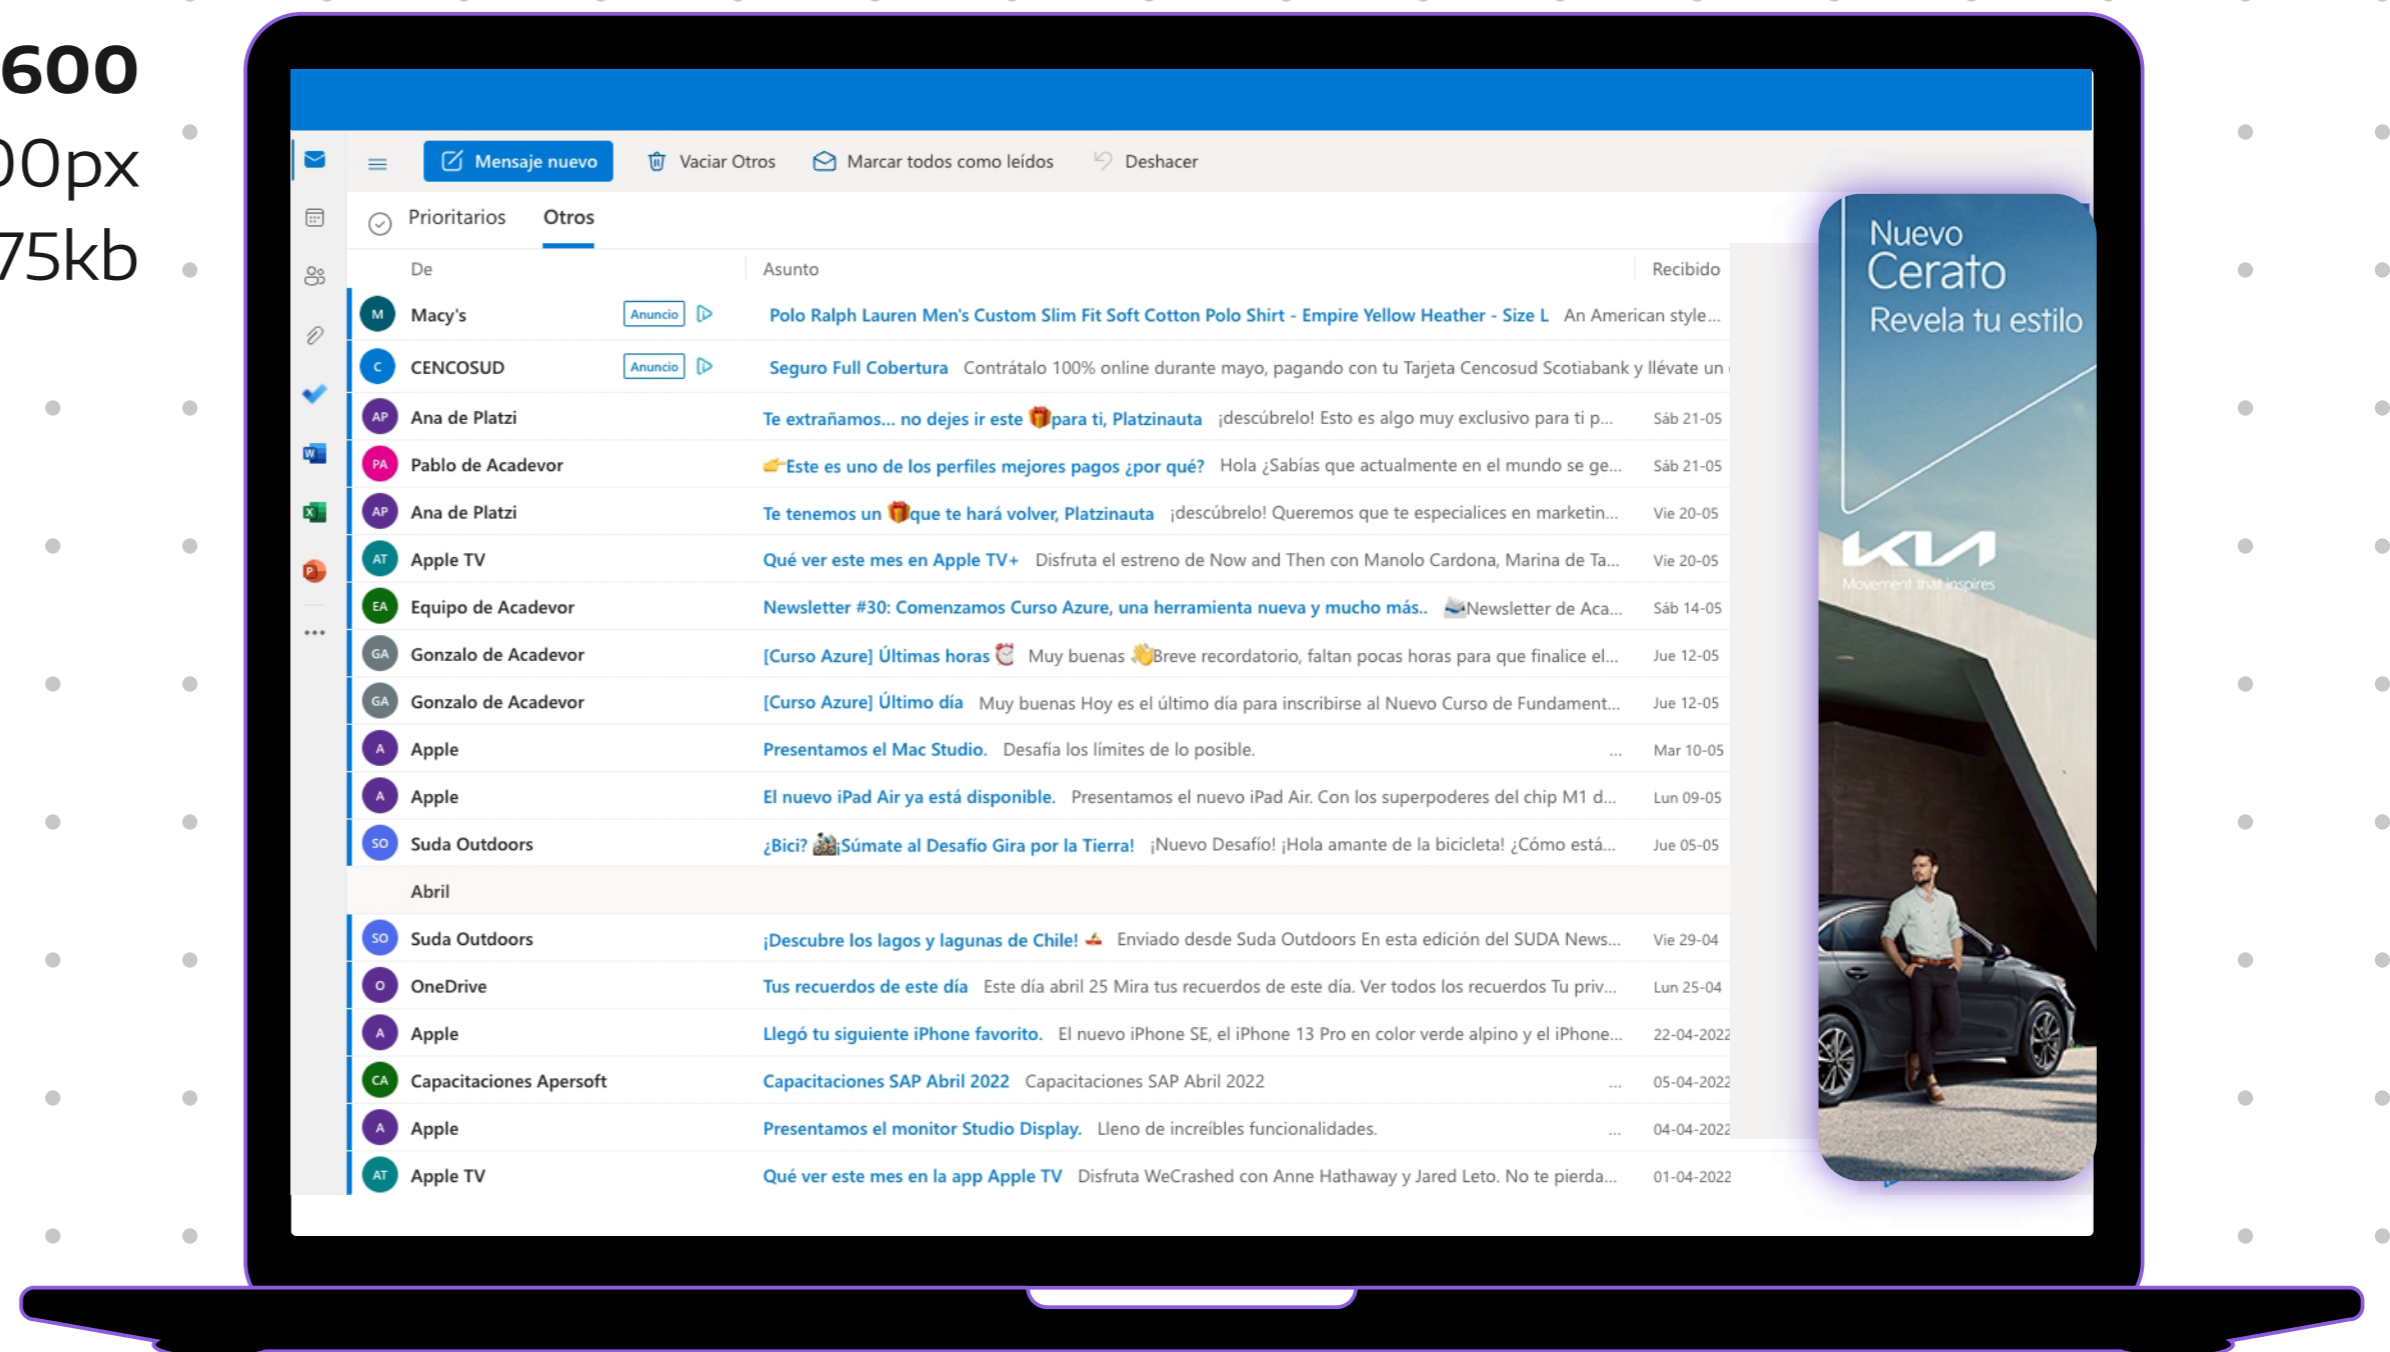 600
00px
75kb
Mensaje nuevo Vaciar Otros Marcar todos como leídos Deshacer
Prioritarios Otros
De Asunto Recibido
M Macy's Anuncio Polo Ralph Lauren Men's Custom Slim Fit Soft Cotton Polo Shirt - Empire Yellow Heather - Size L An American style...
C CENCOSUD Anuncio Seguro Full Cobertura Contrátalo 100% online durante mayo, pagando con tu Tarjeta Cencosud Scotiabank y llévate un
AP Ana de Platzi Te extrañamos... no dejes ir este 🎁para ti, Platzinauta ¡descúbrelo! Esto es algo muy exclusivo para ti p... Sáb 21-05
PA Pablo de Acadevor 👉Este es uno de los perfiles mejores pagos ¿por qué? Hola ¿Sabías que actualmente en el mundo se ge... Sáb 21-05
AP Ana de Platzi Te tenemos un 🎁que te hará volver, Platzinauta ¡descúbrelo! Queremos que te especialices en marketin... Vie 20-05
AT Apple TV Qué ver este mes en Apple TV+ Disfruta el estreno de Now and Then con Manolo Cardona, Marina de Ta... Vie 20-05
EA Equipo de Acadevor Newsletter #30: Comenzamos Curso Azure, una herramienta nueva y mucho más.. Newsletter de Aca... Sáb 14-05
GA Gonzalo de Acadevor [Curso Azure] Últimas horas ⏰ Muy buenas 👋Breve recordatorio, faltan pocas horas para que finalice el... Jue 12-05
GA Gonzalo de Acadevor [Curso Azure] Último día Muy buenas Hoy es el último día para inscribirse al Nuevo Curso de Fundament... Jue 12-05
A Apple Presentamos el Mac Studio. Desafía los límites de lo posible. ... Mar 10-05
A Apple El nuevo iPad Air ya está disponible. Presentamos el nuevo iPad Air. Con los superpoderes del chip M1 d... Lun 09-05
SO Suda Outdoors ¿Bici? 🚵¡Súmate al Desafío Gira por la Tierra! ¡Nuevo Desafío! ¡Hola amante de la bicicleta! ¿Cómo está... Jue 05-05
Abril
SO Suda Outdoors ¡Descubre los lagos y lagunas de Chile! 🚣 Enviado desde Suda Outdoors En esta edición del SUDA News... Vie 29-04
O OneDrive Tus recuerdos de este día Este día abril 25 Mira tus recuerdos de este día. Ver todos los recuerdos Tu priv... Lun 25-04
A Apple Llegó tu siguiente iPhone favorito. El nuevo iPhone SE, el iPhone 13 Pro en color verde alpino y el iPhone... 22-04-2022
CA Capacitaciones Apersoft Capacitaciones SAP Abril 2022 Capacitaciones SAP Abril 2022 ... 05-04-2022
A Apple Presentamos el monitor Studio Display. Lleno de increíbles funcionalidades. ... 04-04-2022
AT Apple TV Qué ver este mes en la app Apple TV Disfruta WeCrashed con Anne Hathaway y Jared Leto. No te pierda... 01-04-2022
Nuevo
Cerato
Revela tu estilo
KIA
Movement that inspires